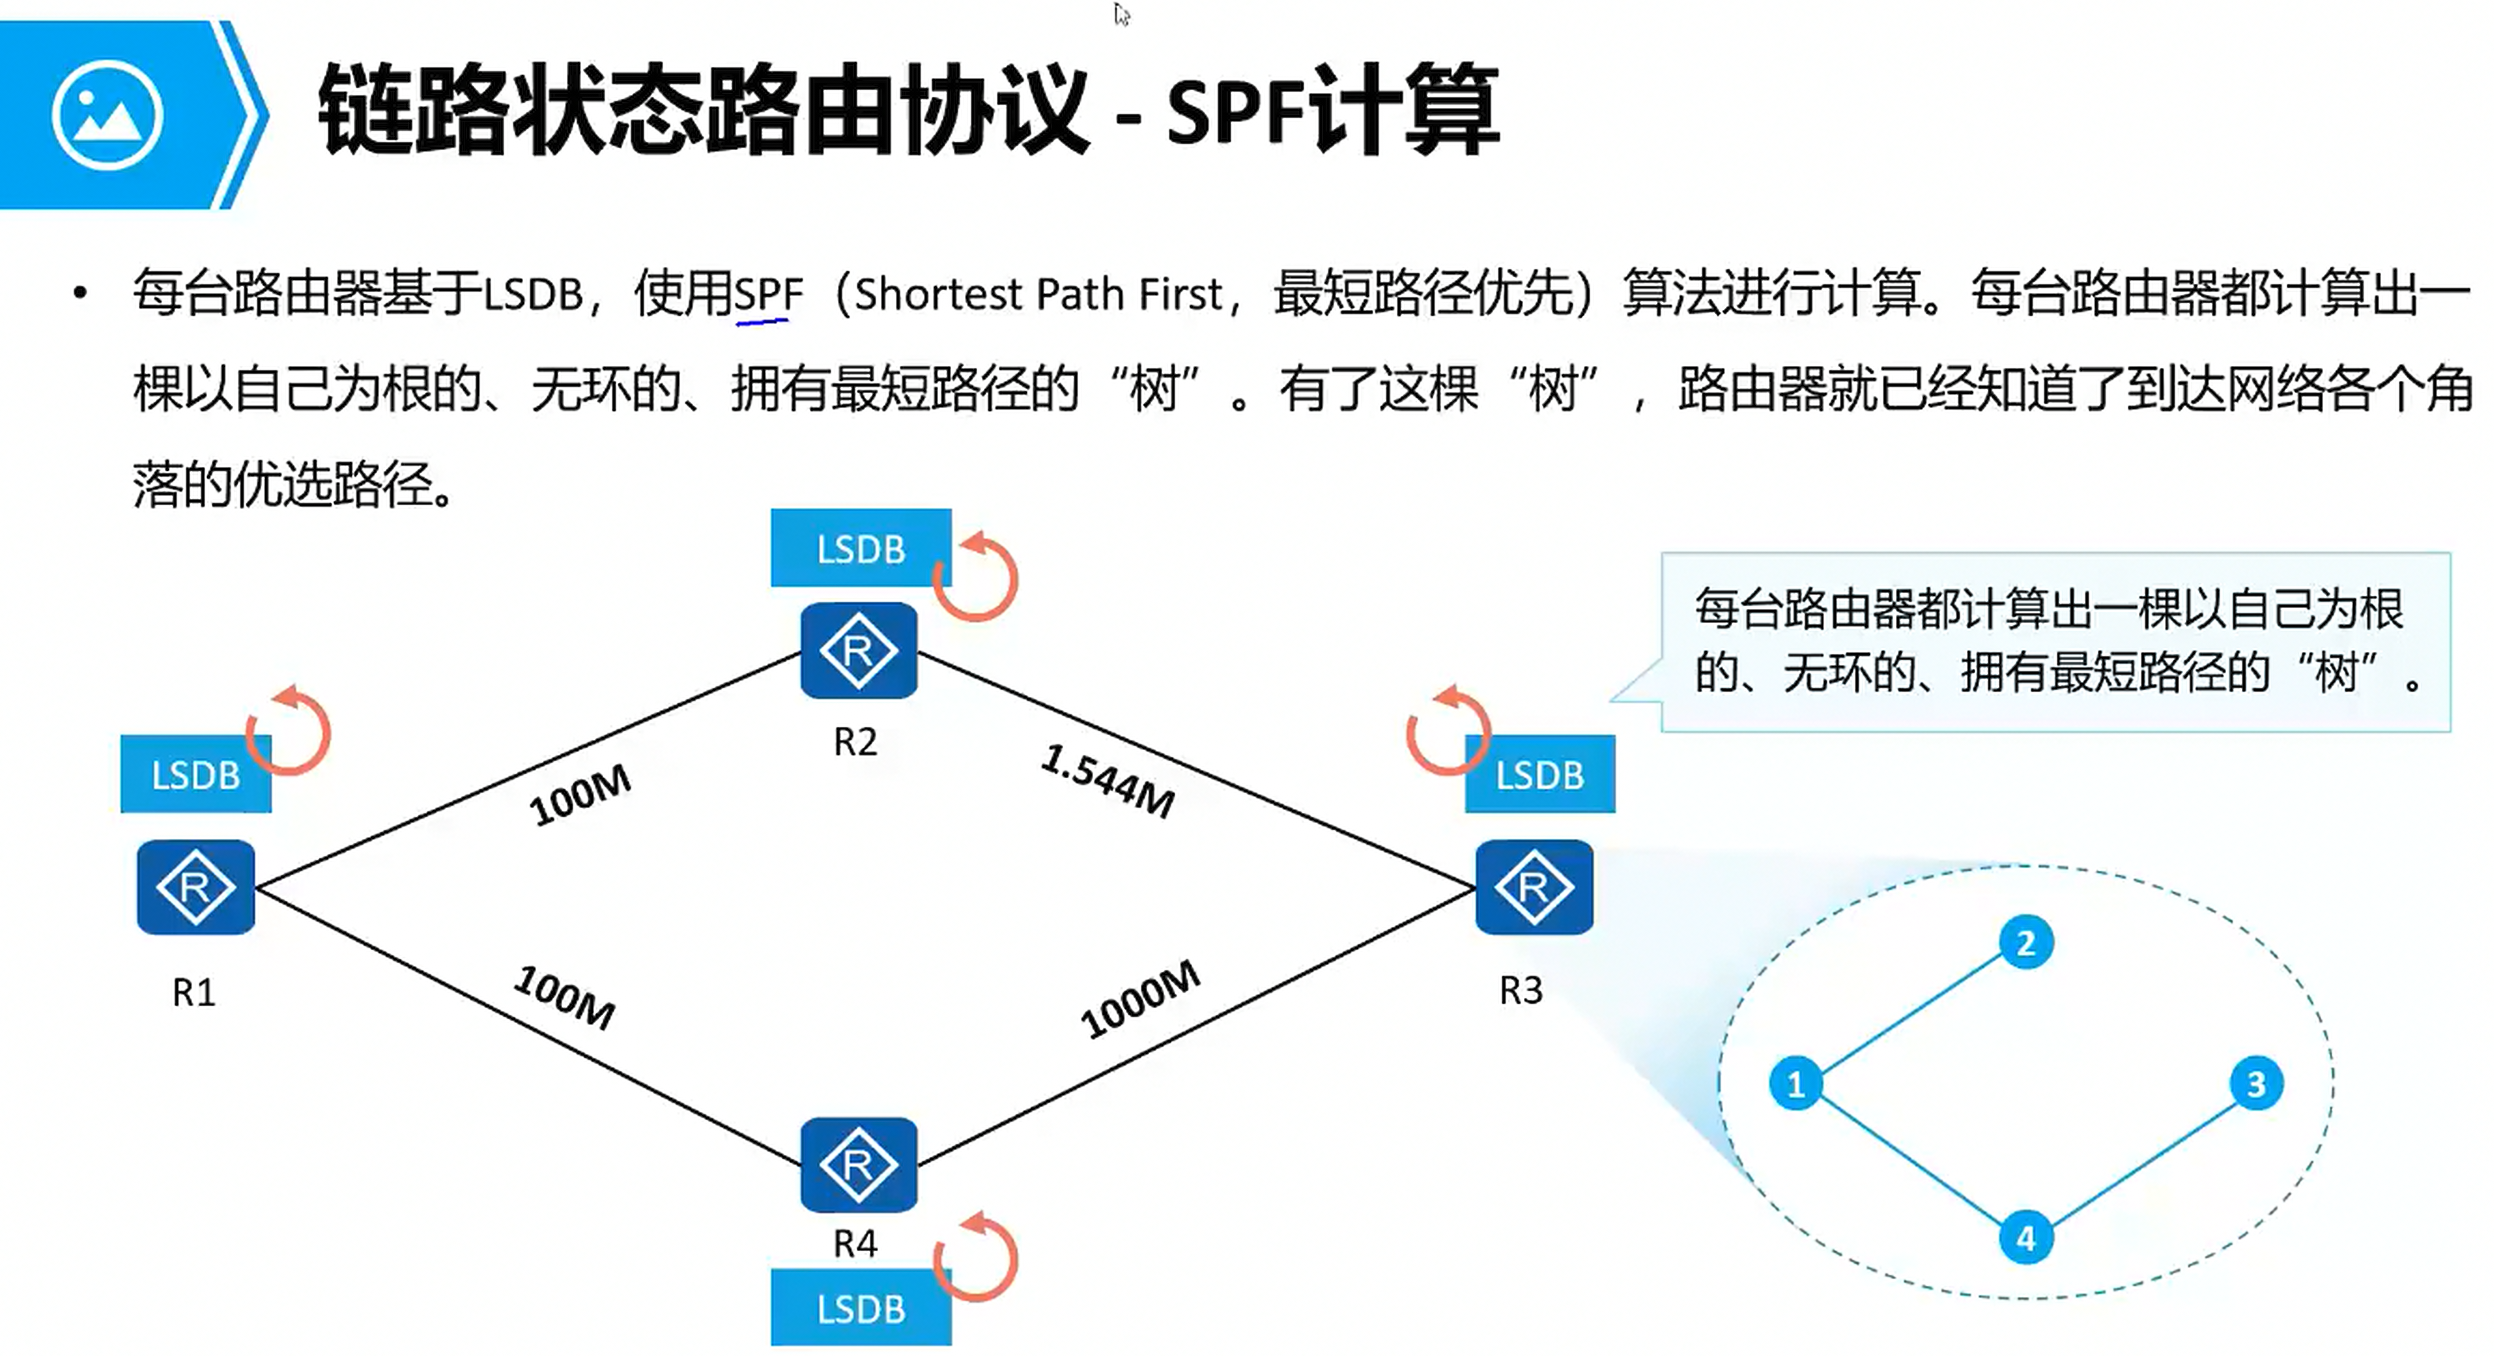 链路状态路由协议 - SPF计算
• 每台路由器基于LSDB，使用SPF（Shortest Path First，最短路径优先）算法进行计算。每台路由器都计算出一
棵以自己为根的、无环的、拥有最短路径的“树”。有了这棵“树”，路由器就已经知道了到达网络各个角
落的优选路径。
LSDB
R
R2
每台路由器都计算出一棵以自己为根
的、无环的、拥有最短路径的“树”。
LSDB
R
R1
100M
1.544M
LSDB
R
R3
100M
1000M
R
R4
LSDB
2
1
3
4